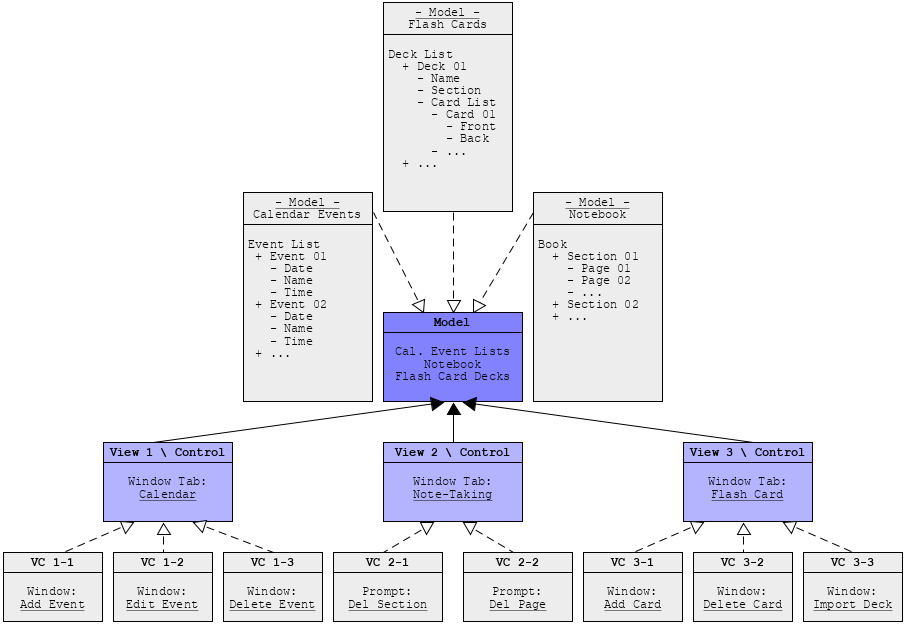 - Model -
Flash Cards
Deck List
+ Deck 01
- Name
- Section
- Card List
- Card 01
- Front
- Back
- ...
+ ...
- Model -
Calendar Events
Event List
+ Event 01
- Date
- Name
- Time
+ Event 02
- Date
- Name
- Time
+ ...
- Model -
Notebook
Book
+ Section 01
- Page 01
- Page 02
- ...
+ Section 02
+ ...
Model
Cal. Event Lists
Notebook
Flash Card Decks
View 1 \ Control
Window Tab:
Calendar
View 2 \ Control
Window Tab:
Note-Taking
View 3 \ Control
Window Tab:
Flash Card
VC 1-1
Window:
Add Event
VC 1-2
Window:
Edit Event
VC 1-3
Window:
Delete Event
VC 2-1
Prompt:
Del Section
VC 2-2
Prompt:
Del Page
VC 3-1
Window:
Add Card
VC 3-2
Window:
Delete Card
VC 3-3
Window:
Import Deck